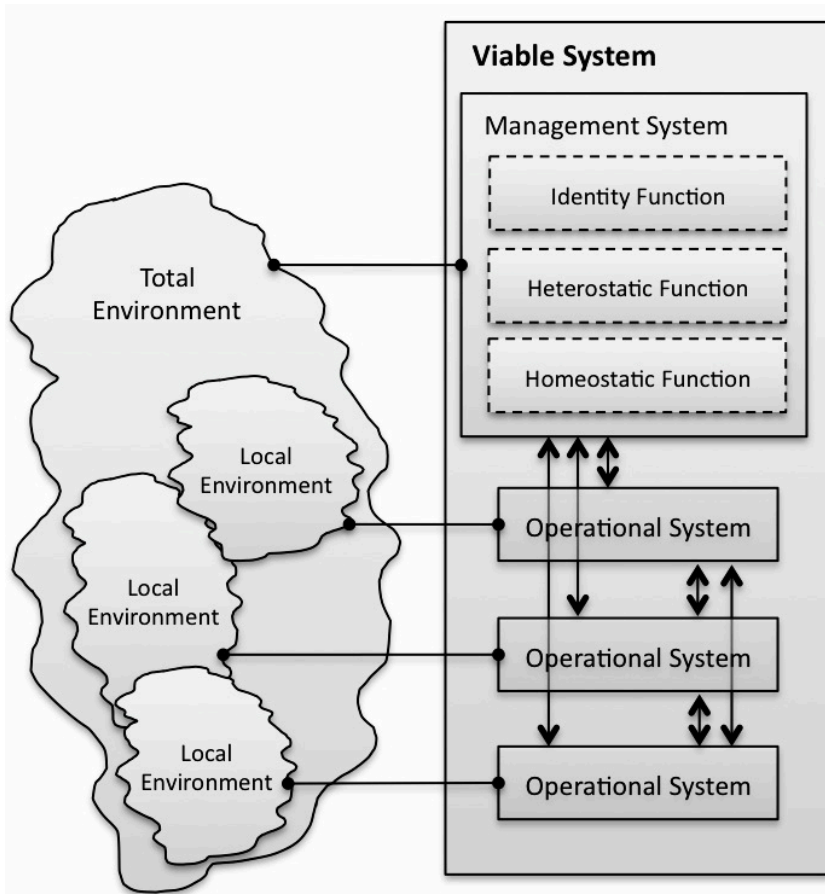 Viable System
Management System
Identity Function
Heterostatic Function
Homeostatic Function
Total
Environment
Local
Environment
Operational System
Local
Environment
Operational System
Local
Environment
Operational System